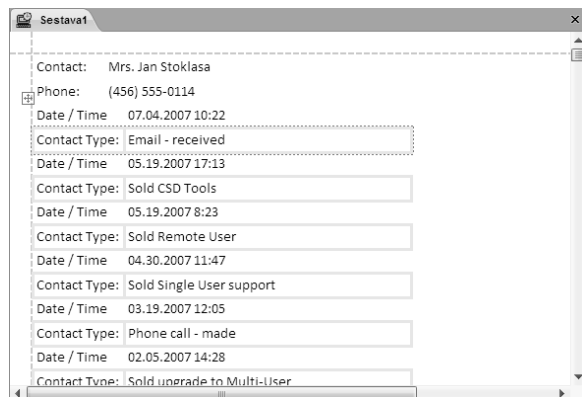 Sestava1
Contact: Mrs. Jan Stoklasa
Phone: (456) 555-0114
Date / Time 07.04.2007 10:22
Contact Type: Email - received
Date / Time 05.19.2007 17:13
Contact Type: Sold CSD Tools
Date / Time 05.19.2007 8:23
Contact Type: Sold Remote User
Date / Time 04.30.2007 11:47
Contact Type: Sold Single User support
Date / Time 03.19.2007 12:05
Contact Type: Phone call - made
Date / Time 02.05.2007 14:28
Contact Type: Sold upgrade to Multi-User